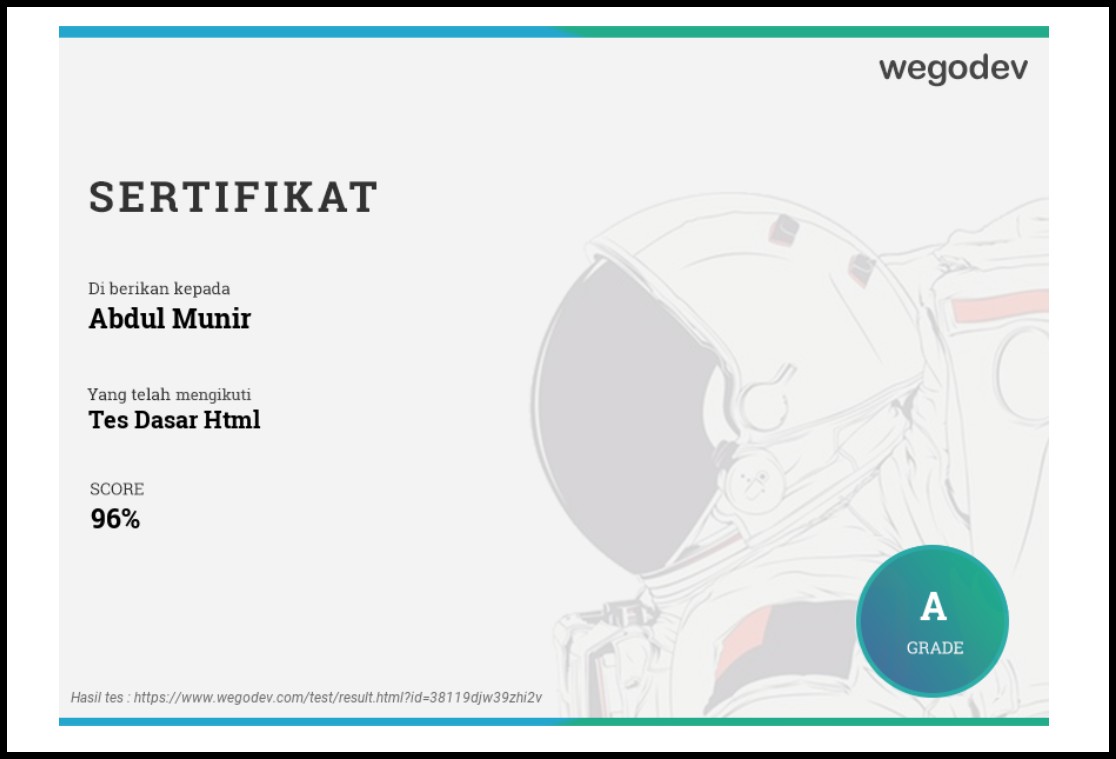 wegodev
SERTIFIKAT
Di berikan kepada
Abdul Munir
Yang telah mengikuti
Tes Dasar Html
SCORE
96%
A
GRADE
Hasil tes : https://www.wegodev.com/test/result.html?id=38119djw39zhi2v